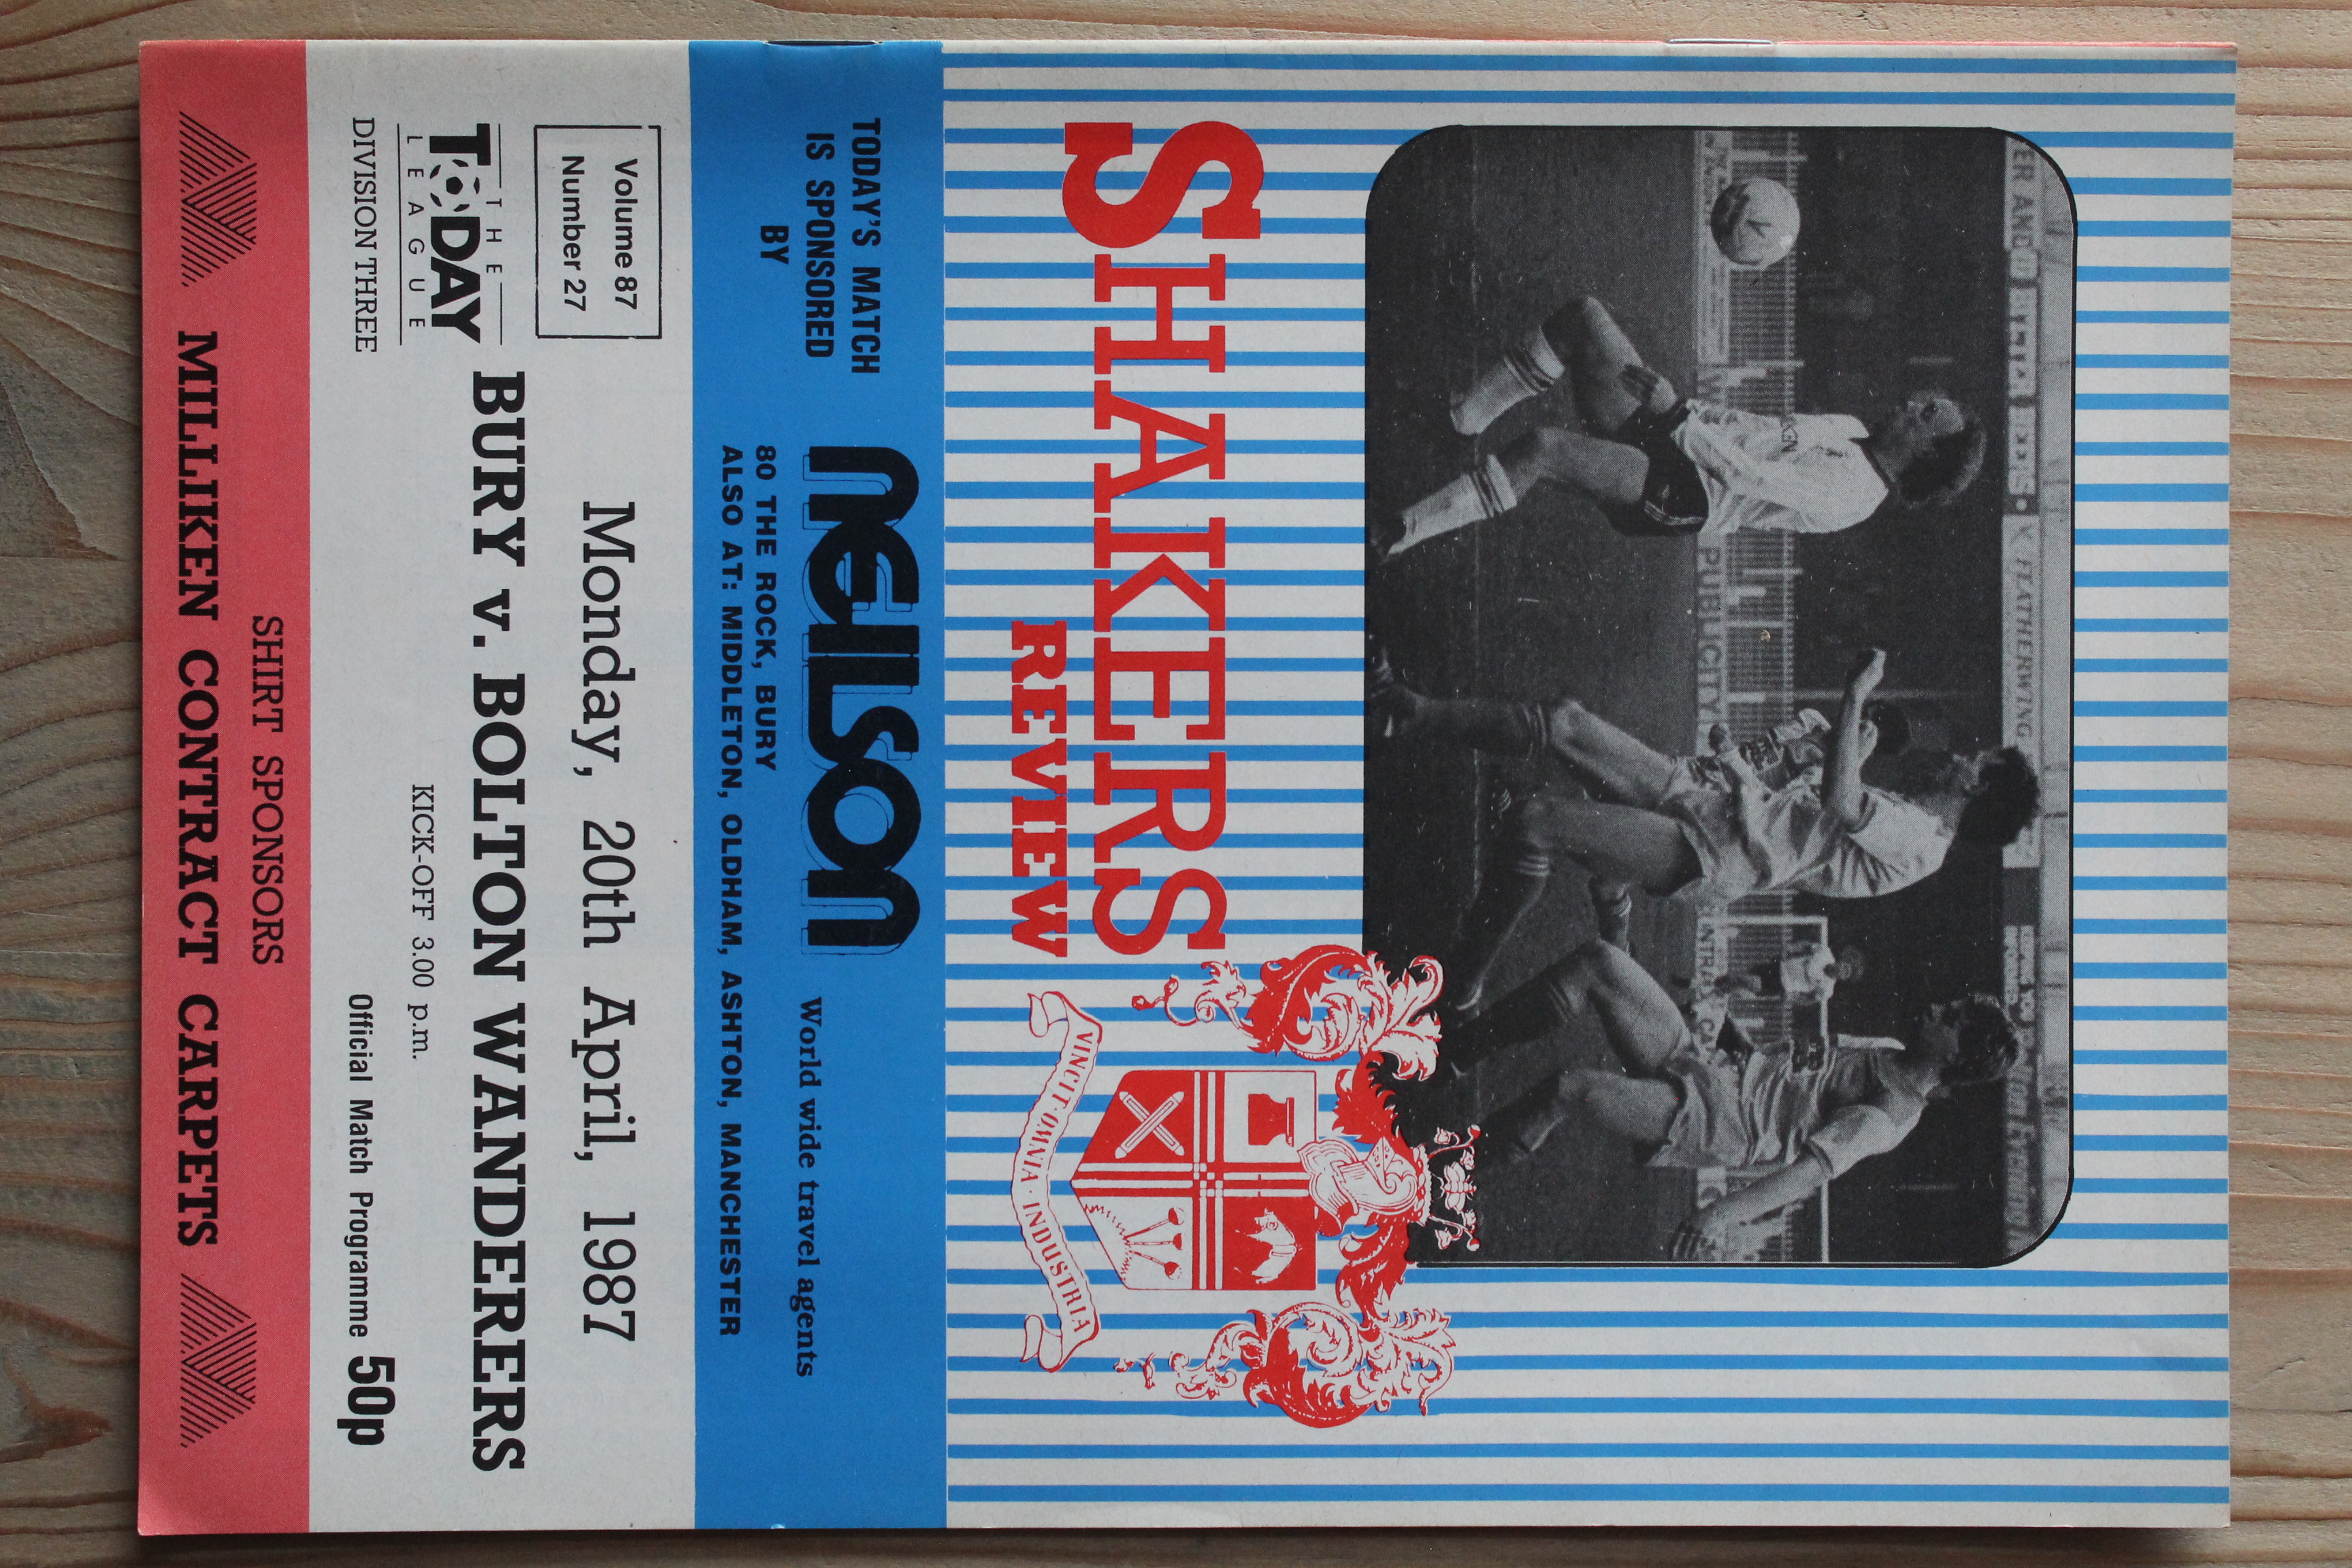 FEATHERWING
PUBLICITY
SHAKERS
REVIEW
VINCIT · OMNIA · INDUSTRIA
TODAY'S MATCH
IS SPONSORED
BY
neilson
World wide travel agents
80 THE ROCK, BURY
ALSO AT: MIDDLETON, OLDHAM, ASHTON, MANCHESTER
Volume 87
Number 27
Monday, 20th April, 1987
THE
TODAY
LEAGUE
DIVISION THREE
BURY v. BOLTON WANDERERS
KICK-OFF 3.00 p.m.
Official Match Programme 50p
SHIRT SPONSORS
MILLIKEN CONTRACT CARPETS